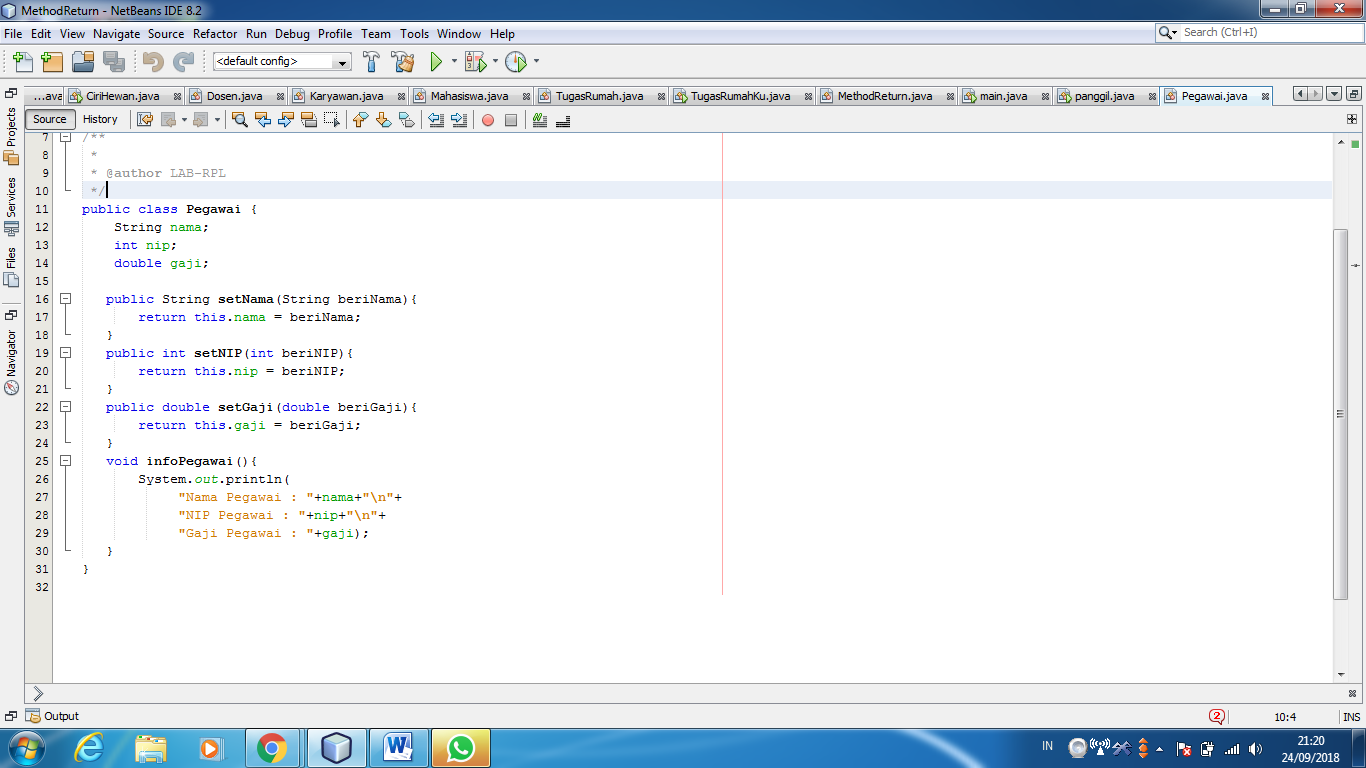 MethodReturn - NetBeans IDE 8.2
File Edit View Navigate Source Refactor Run Debug Profile Team Tools Window Help
Search (Ctrl+I)
<default config>
...ava CiriHewan.java Dosen.java Karyawan.java Mahasiswa.java TugasRumah.java TugasRumahKu.java MethodReturn.java main.java panggil.java Pegawai.java
Source History
Projects
Services
Files
Navigator
7 /**
8 *
9 * @author LAB-RPL
10 */
11 public class Pegawai {
12 String nama;
13 int nip;
14 double gaji;
15
16 public String setNama(String beriNama){
17 return this.nama = beriNama;
18 }
19 public int setNIP(int beriNIP){
20 return this.nip = beriNIP;
21 }
22 public double setGaji(double beriGaji){
23 return this.gaji = beriGaji;
24 }
25 void infoPegawai(){
26 System.out.println(
27 "Nama Pegawai : "+nama+"\n"+
28 "NIP Pegawai : "+nip+"\n"+
29 "Gaji Pegawai : "+gaji);
30 }
31 }
32
Output
2 10:4 INS
IN
21:20
24/09/2018